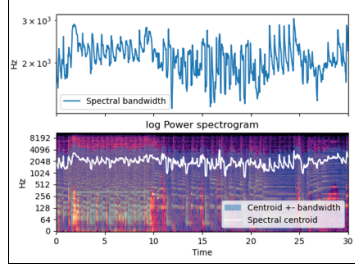 3 × 10³
2 × 10³
Hz
Spectral bandwidth
log Power spectrogram
8192
4096
2048
1024
512
256
128
64
0
Hz
Centroid +- bandwidth
Spectral centroid
0 5 10 15 20 25 30
Time